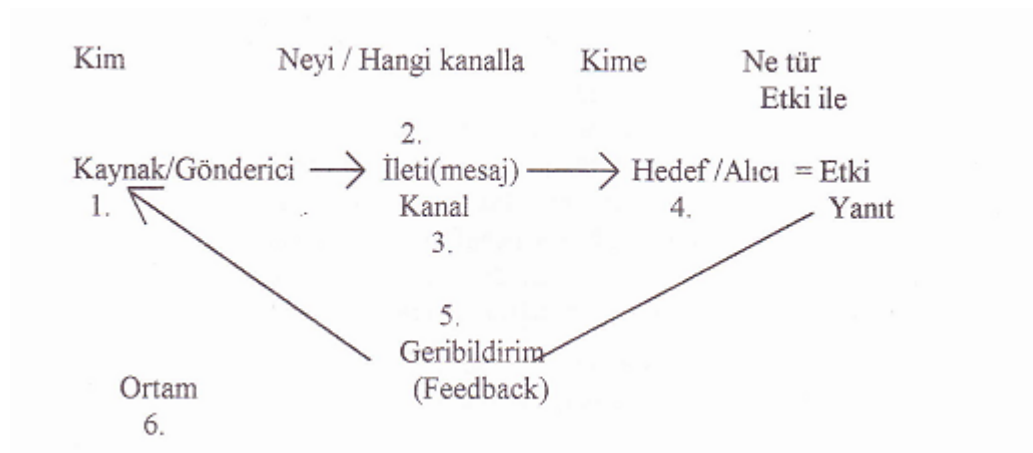 Kim Neyi / Hangi kanalla Kime Ne tür
Etki ile
2.
Kaynak/Gönderici İleti(mesaj) Hedef /Alıcı = Etki
1. Kanal 4. Yanıt
3.
5.
Geribildirim
(Feedback)
Ortam
6.